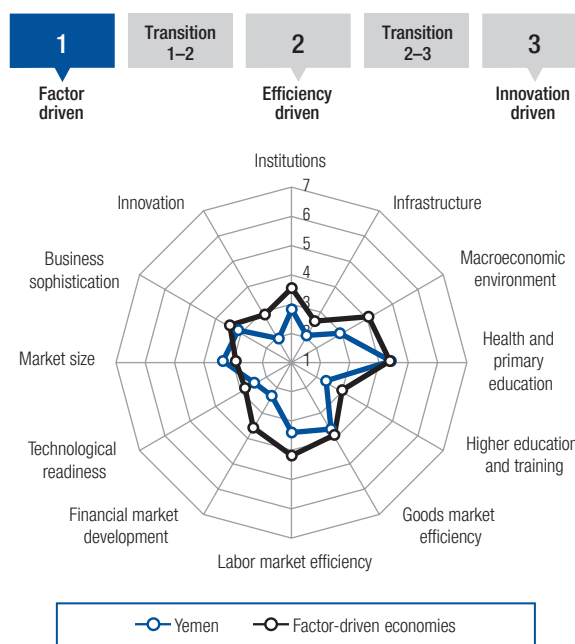 1
Transition
1–2
2
Transition
2–3
3
Factor
driven
Efficiency
driven
Innovation
driven
Institutions
7
6
5
4
3
2
1
Infrastructure
Macroeconomic
environment
Health and
primary
education
Higher education
and training
Goods market
efficiency
Labor market efficiency
Financial market
development
Technological
readiness
Market size
Business
sophistication
Innovation
Yemen
Factor-driven economies